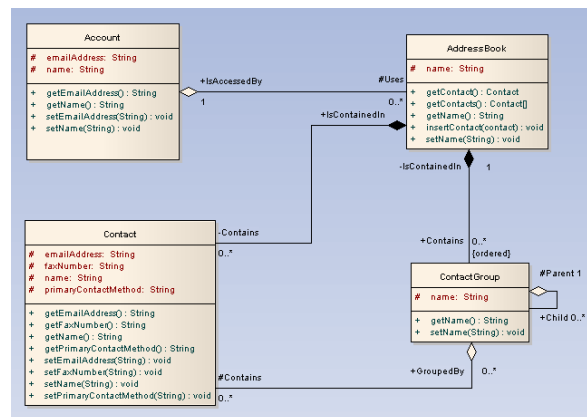 Account
# emailAddress: String
# name: String
+ getEmailAddress() : String
+ getName() : String
+ setEmailAddress(String) : void
+ setName(String) : void
+IsAccessedBy
1
#Uses
0..*
AddressBook
# name: String
+ getContact() : Contact
+ getContacts() : Contact[]
+ getName() : String
+ insertContact(contact) : void
+ setName(String) : void
+IsContainedIn
-IsContainedIn
1
-Contains
0..*
+Contains
0..*
{ordered}
Contact
# emailAddress: String
# faxNumber: String
# name: String
# primaryContactMethod: String
+ getEmailAddress() : String
+ getFaxNumber() : String
+ getName() : String
+ getPrimaryContactMethod() : String
+ setEmailAddress(String) : void
+ setFaxNumber(String) : void
+ setName(String) : void
+ setPrimaryContactMethod(String) : void
ContactGroup
# name: String
+ getName() : String
+ setName(String) : void
#Parent 1
+Child 0..*
#Contains
0..*
+GroupedBy
0..*